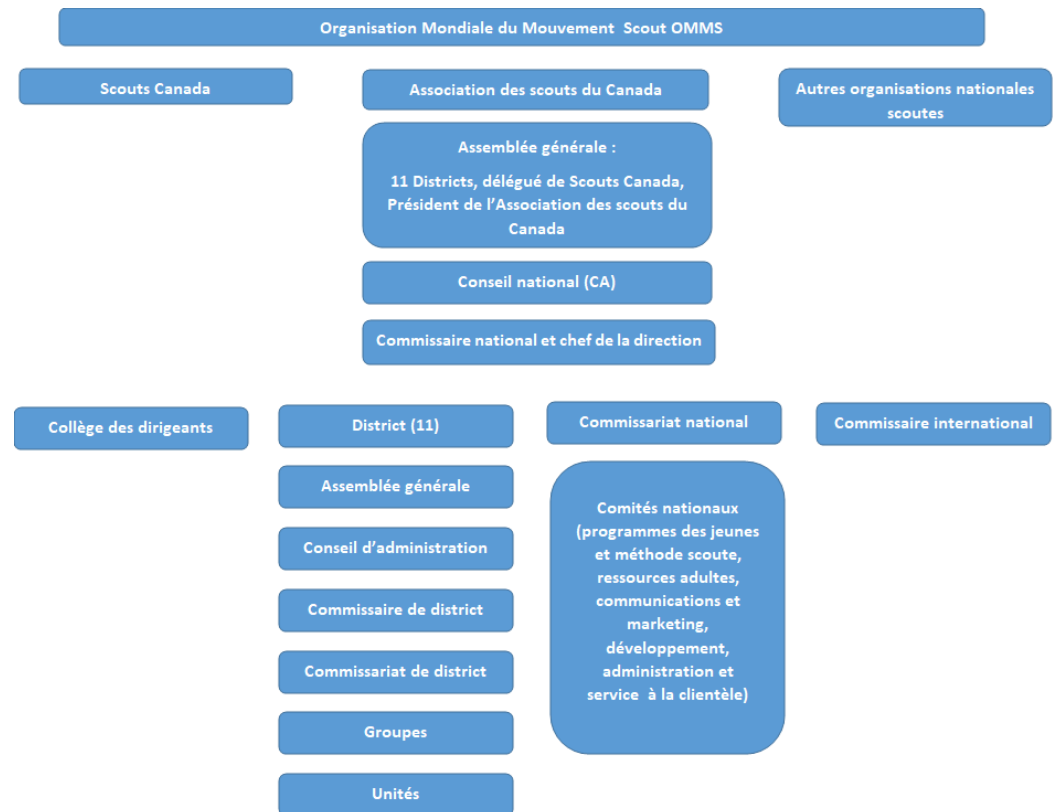 Organisation Mondiale du Mouvement Scout OMMS
Scouts Canada
Association des scouts du Canada
Autres organisations nationales
scoutes
Assemblée générale :
11 Districts, délégué de Scouts Canada,
Président de l'Association des scouts du
Canada
Conseil national (CA)
Commissaire national et chef de la direction
Collège des dirigeants
District (11)
Commissariat national
Commissaire international
Assemblée générale
Conseil d'administration
Commissaire de district
Commissariat de district
Groupes
Unités
Comités nationaux
(programmes des jeunes
et méthode scoute,
ressources adultes,
communications et
marketing,
développement,
administration et
service à la clientèle)